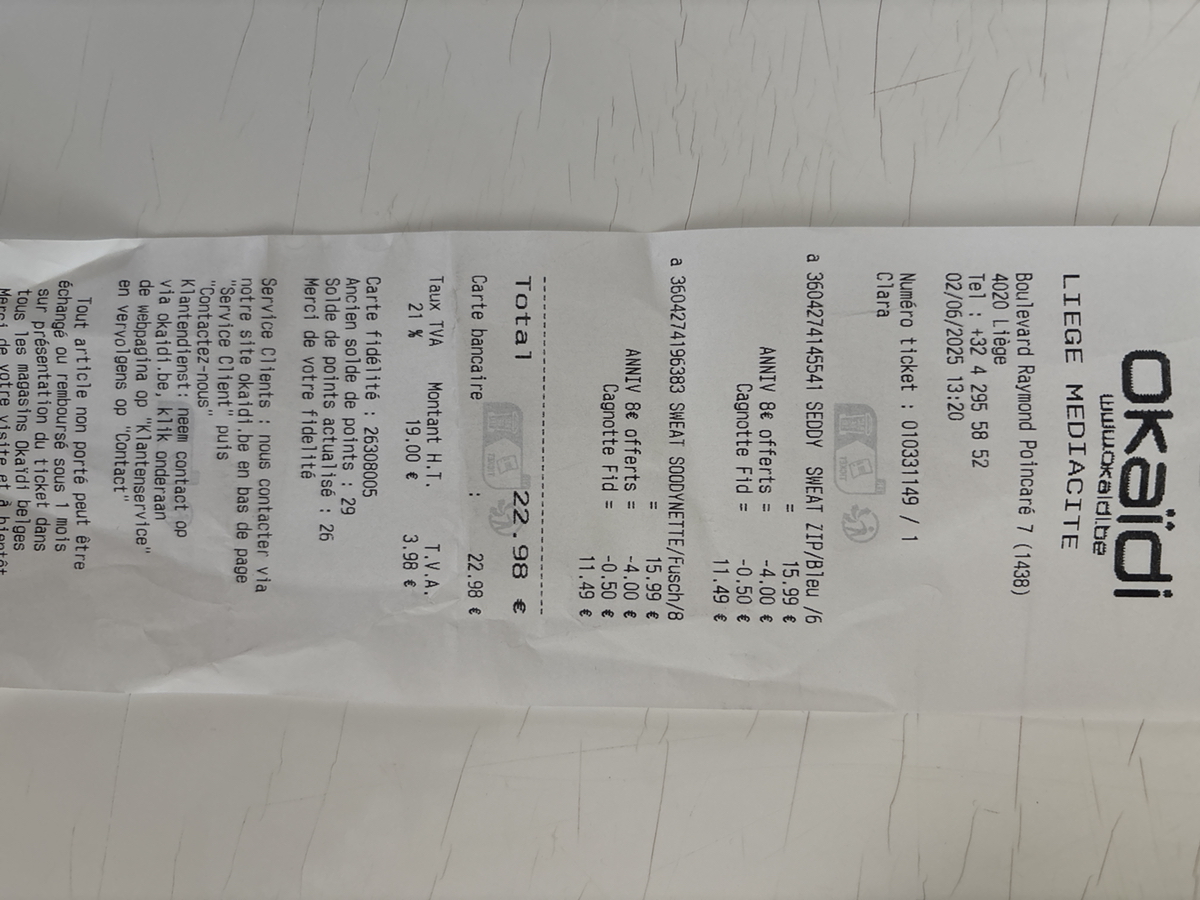 Okaïdi
www.okaidi.be
LIEGE MEDIACITE
Boulevard Raymond Poincaré 7 (1438)
4020 Liège
Tel : +32 4 295 58 52
02/06/2025 13:20
Numéro ticket : 010331149 / 1
Clara
a 3604274145541 SEDDY SWEAT ZIP/Bleu /6
= 15.99 €
ANNIV 8€ offerts = -4.00 €
Cagnotte Fid = -0.50 €
11.49 €
a 3604274196383 SWEAT SODDYNETTE/Fusch/8
= 15.99 €
ANNIV 8€ offerts = -4.00 €
Cagnotte Fid = -0.50 €
11.49 €
Total 22.98 €
Carte bancaire : 22.98 €
Taux TVA Montant H.T. T.V.A.
21 % 19.00 € 3.98 €
Carte fidélité : 26308005
Ancien solde de points : 29
Solde de points actualisé : 26
Merci de votre fidelité
Service Clients : nous contacter via
notre site okaidi.be en bas de page
"Service Client" puis
"Contactez-nous"
Klantendienst: neem contact op
via okaidi.be, klik onderaan
de webpagina op "Klantenservice"
en vervolgens op "Contact"
Tout article non porté peut être
échangé ou remboursé sous 1 mois
sur présentation du ticket dans
tous les magasins Okaïdi belges
Merci de votre visite et à bientôt